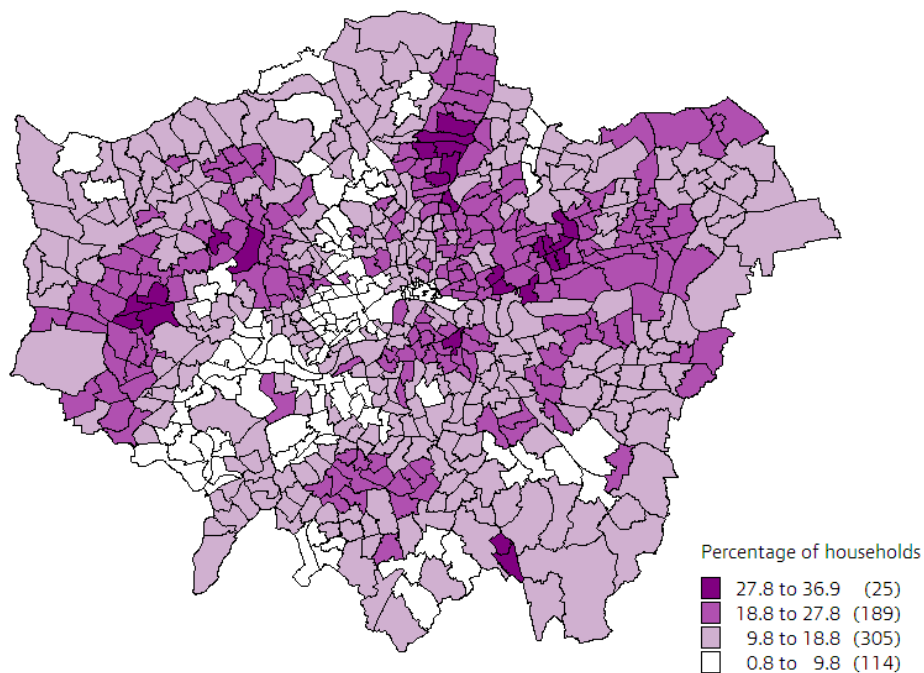 Percentage of households
27.8 to 36.9 (25)
18.8 to 27.8 (189)
9.8 to 18.8 (305)
0.8 to 9.8 (114)